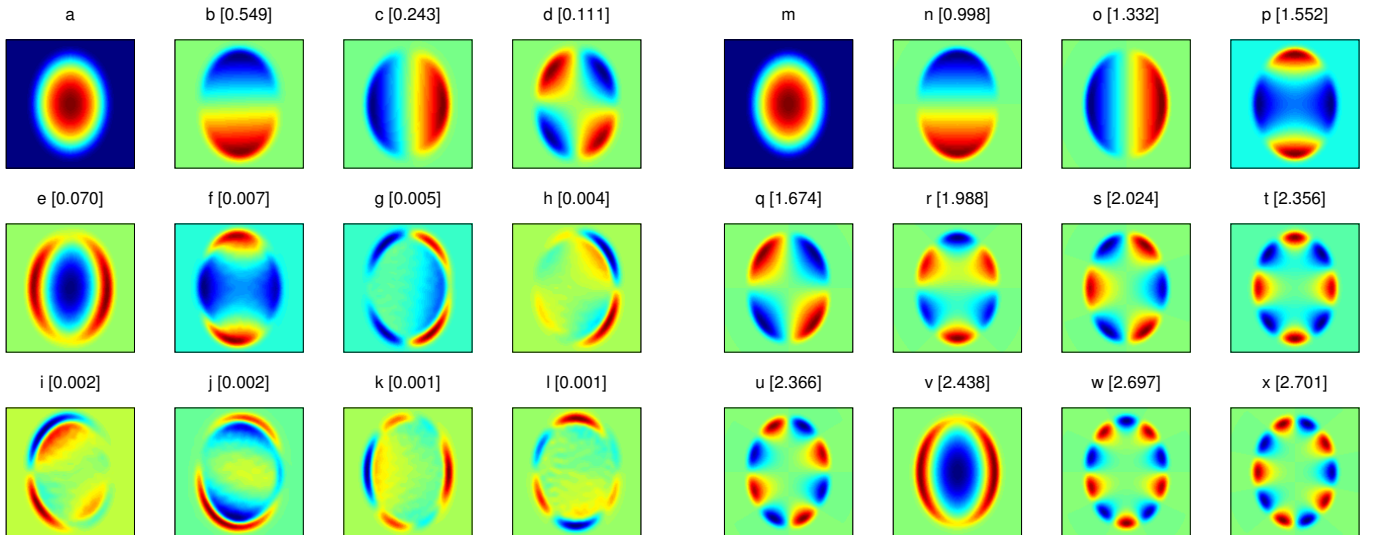 a b [0.549] c [0.243] d [0.111] m n [0.998] o [1.332] p [1.552]
e [0.070] f [0.007] g [0.005] h [0.004] q [1.674] r [1.988] s [2.024] t [2.356]
i [0.002] j [0.002] k [0.001] l [0.001] u [2.366] v [2.438] w [2.697] x [2.701]